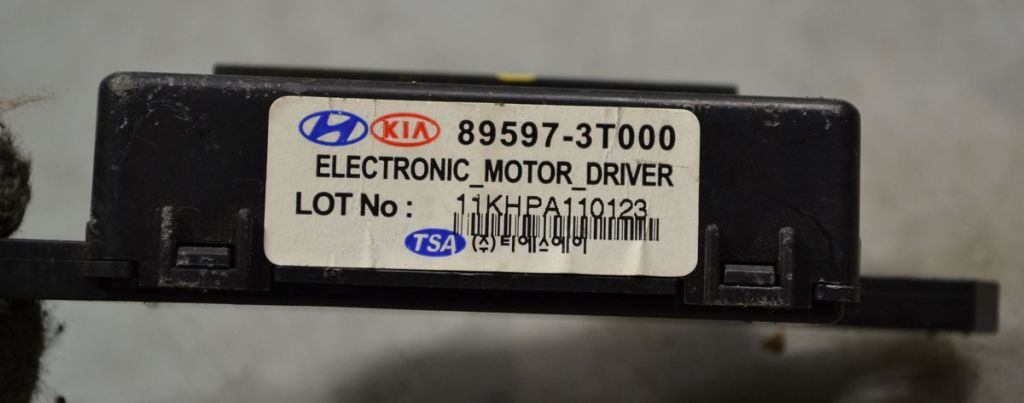 KIA 89597-3T000
ELECTRONIC_MOTOR_DRIVER
LOT No : 11KHPA110123
TSA (주)티에스에이